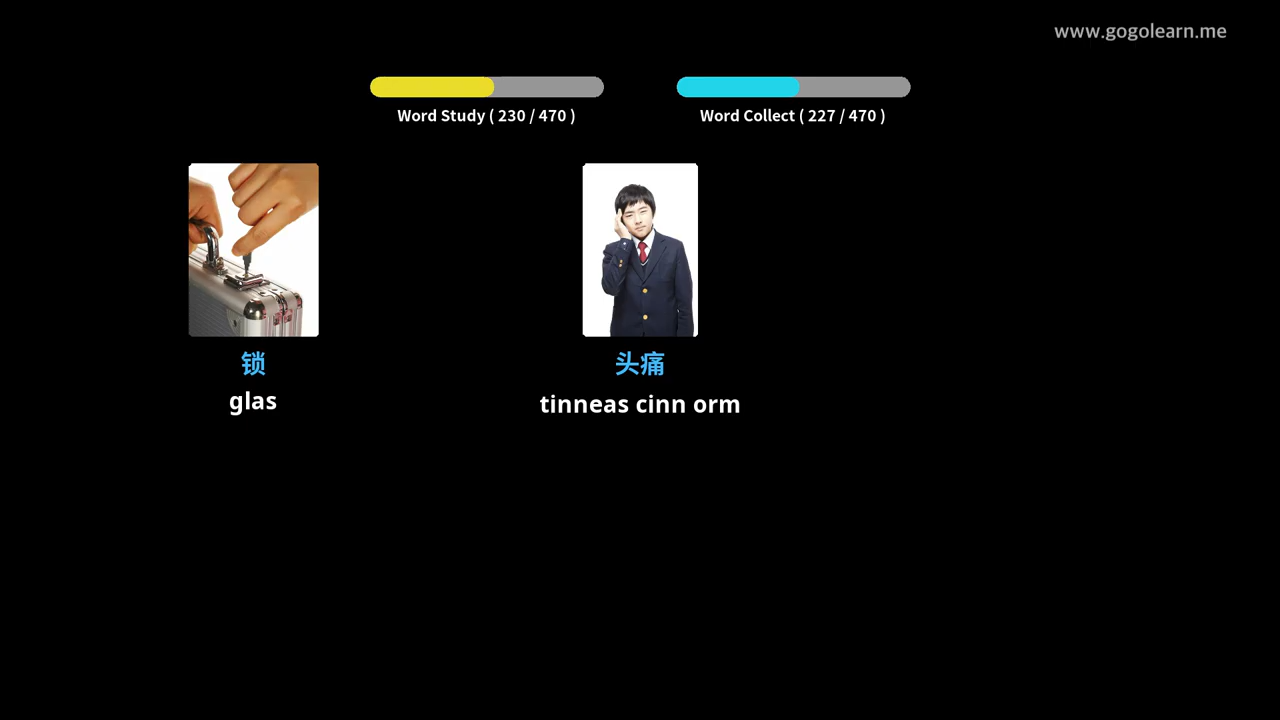 www.gogolearn.me
Word Study ( 230 / 470 )
Word Collect ( 227 / 470 )
锁
glas
头痛
tinneas cinn orm